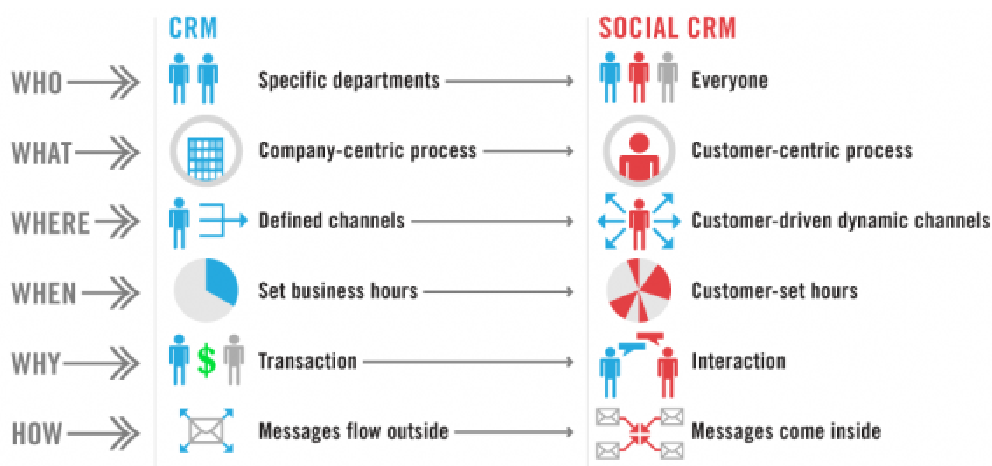 CRM SOCIAL CRM
WHO Specific departments Everyone
WHAT Company-centric process Customer-centric process
WHERE Defined channels Customer-driven dynamic channels
WHEN Set business hours Customer-set hours
WHY $ Transaction Interaction
HOW Messages flow outside Messages come inside